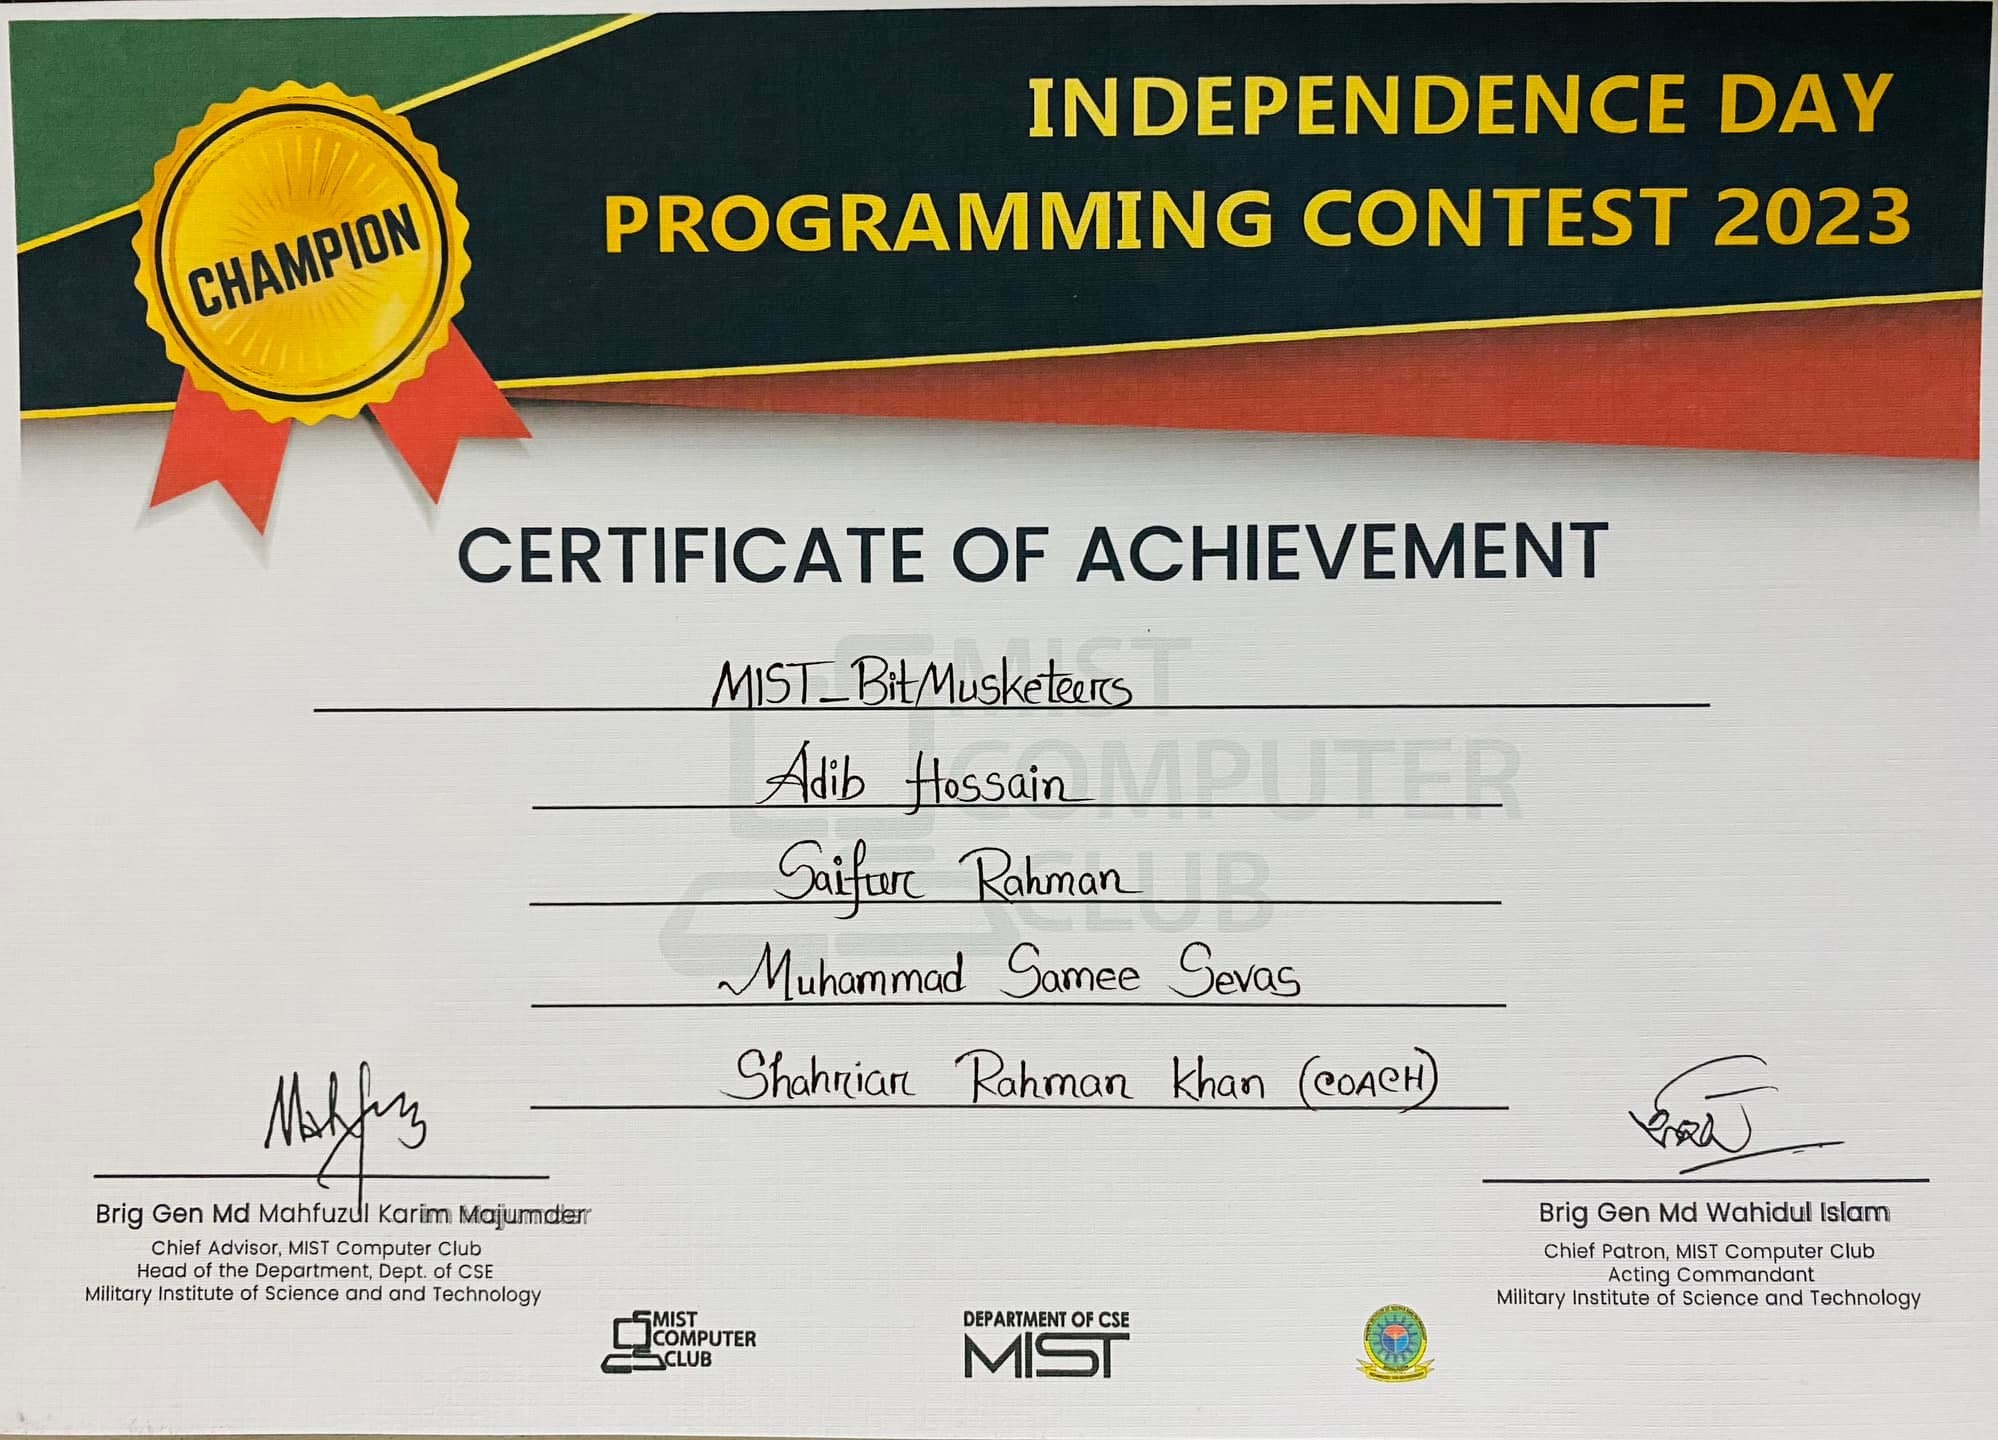 INDEPENDENCE DAY
PROGRAMMING CONTEST 2023
CHAMPION
CERTIFICATE OF ACHIEVEMENT
MIST_BitMusketeers
Adib Hossain
Saifur Rahman
Muhammad Samee Sevas
Shahriar Rahman Khan (COACH)
Mahfuz
Brig Gen Md Mahfuzul Karim Majumder
Chief Advisor, MIST Computer Club
Head of the Department, Dept. of CSE
Military Institute of Science and and Technology
Brig Gen Md Wahidul Islam
Chief Patron, MIST Computer Club
Acting Commandant
Military Institute of Science and Technology
MIST
COMPUTER
CLUB
MIST
COMPUTER
CLUB
DEPARTMENT OF CSE
MIST